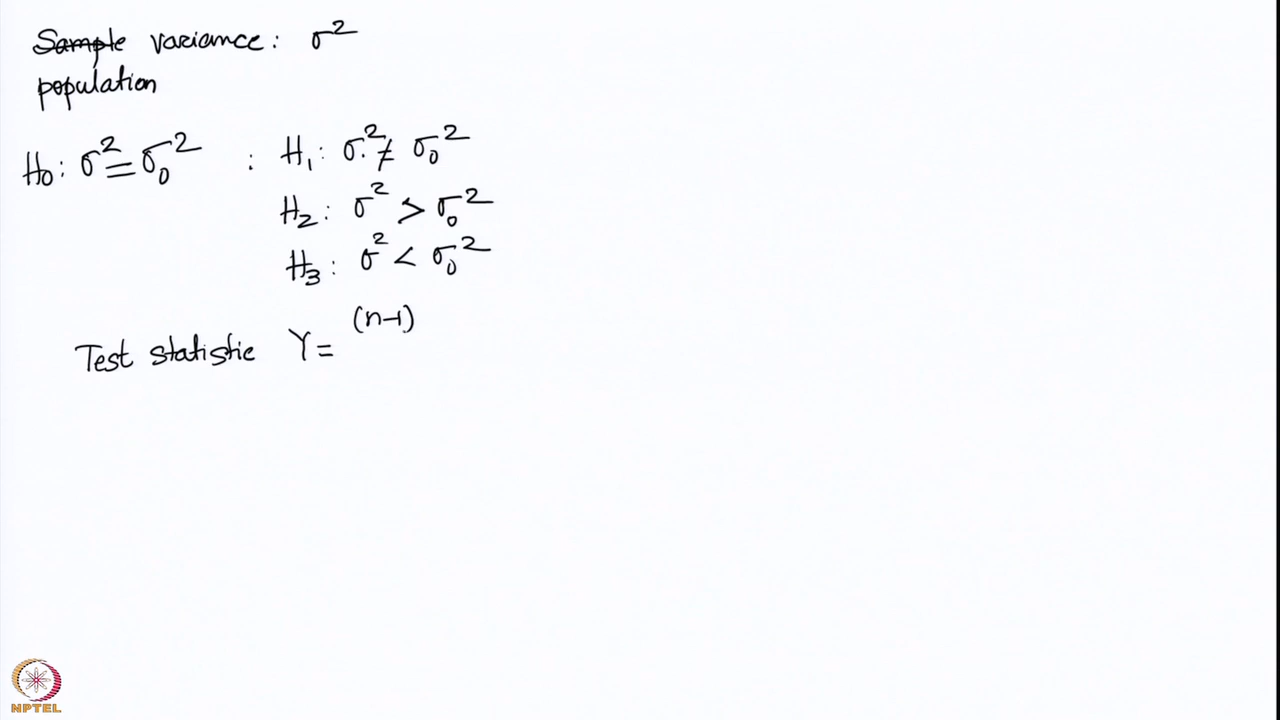 Sample variance: σ²
population
H₀: σ² = σ₀² : H₁: σ² ≠ σ₀²
H₂: σ² > σ₀²
H₃: σ² < σ₀²
(n-1)
Test statistic Y =
NPTEL